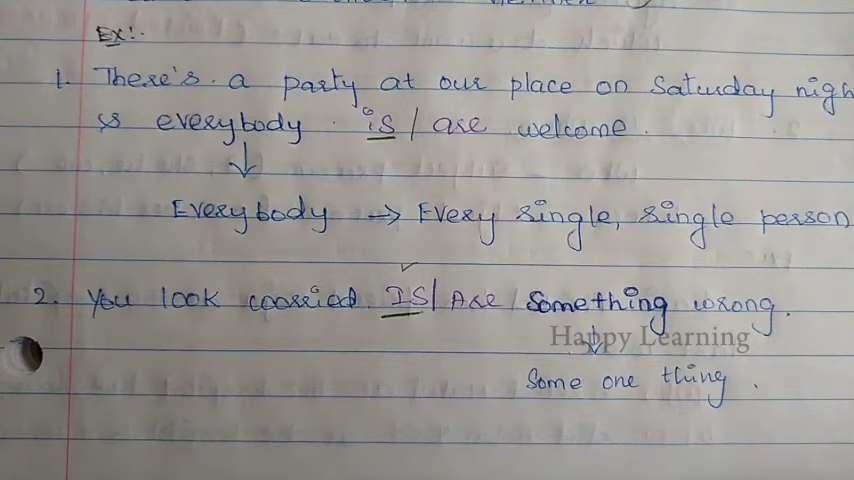 Ex:-
1. There's a party at our place on Saturday nigh
everybody is / are welcome.
Everybody → Every single, single person
2. You look worried. Is / Are something wrong.
Happy Learning
Some one thing.